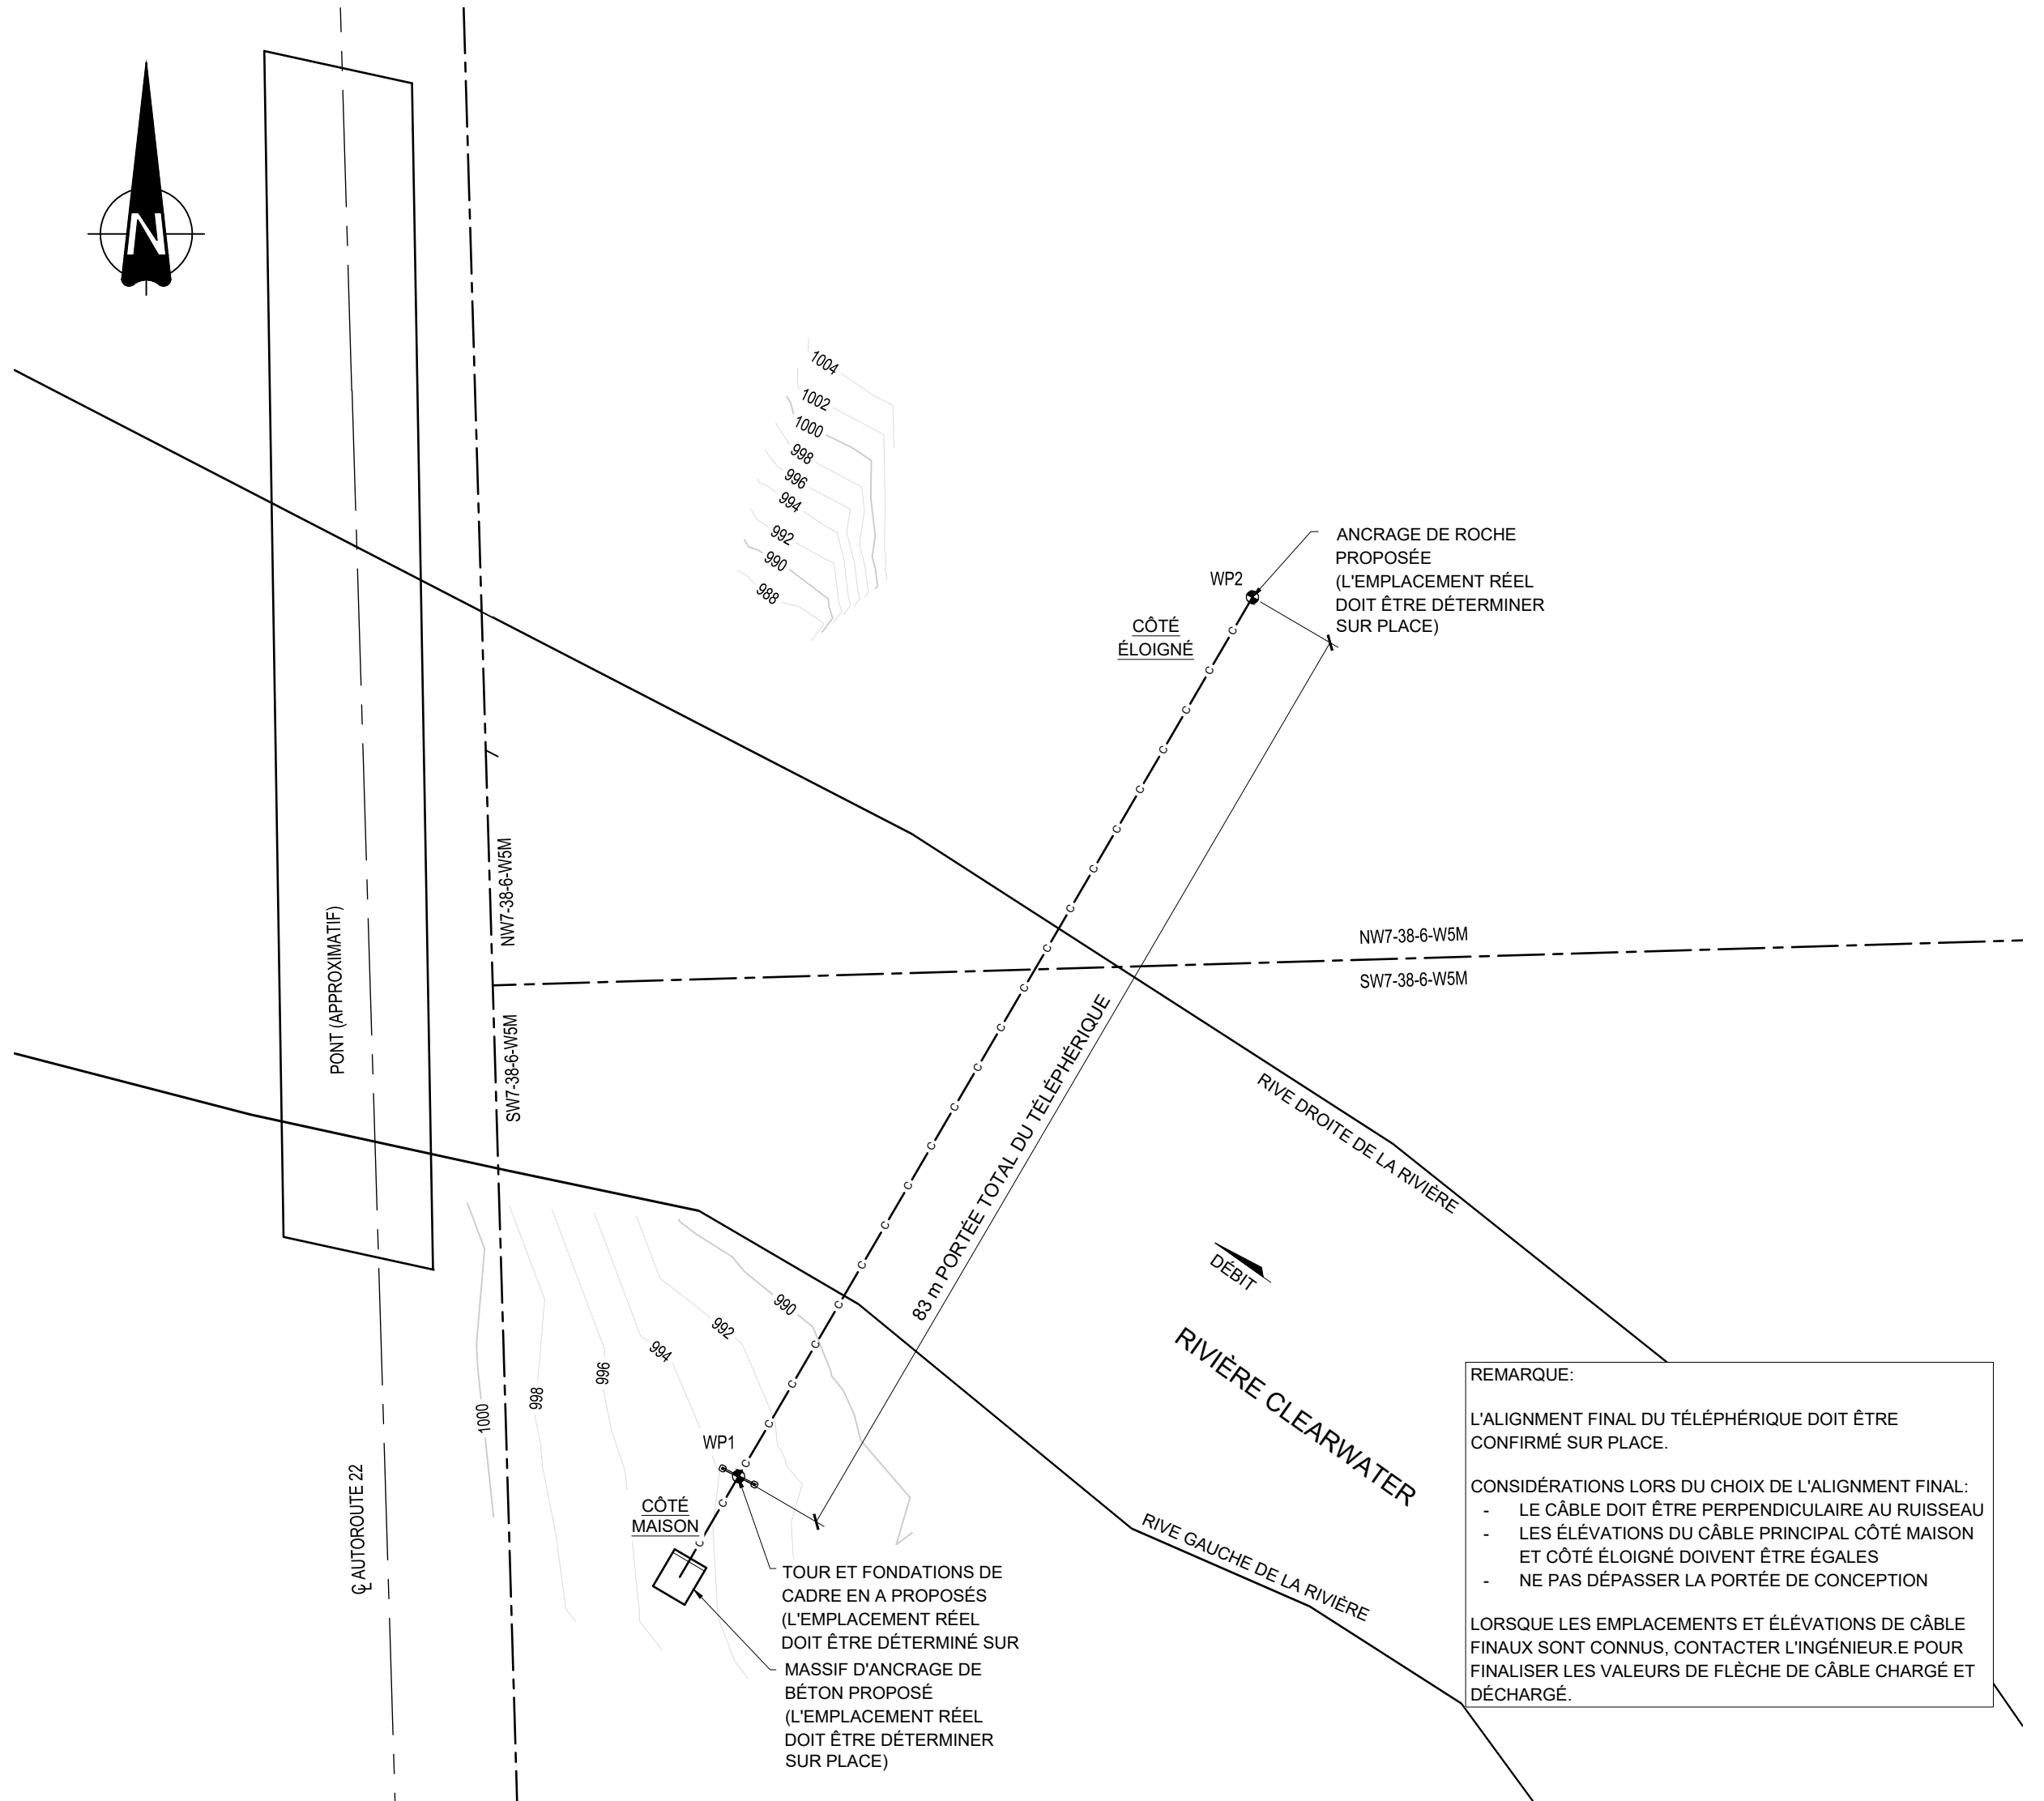 N
1004
1002
1000
998
996
994
992
990
988
ANCRAGE DE ROCHE
PROPOSÉE
(L'EMPLACEMENT RÉEL
DOIT ÊTRE DÉTERMINER
SUR PLACE)
WP2
CÔTÉ
ÉLOIGNÉ
NW7-38-6-W5M
SW7-38-6-W5M
PONT (APPROXIMATIF)
NW7-38-6-W5M
SW7-38-6-W5M
83 m PORTÉE TOTAL DU TÉLÉPHÉRIQUE
RIVE DROITE DE LA RIVIÈRE
DÉBIT
RIVIÈRE CLEARWATER
RIVE GAUCHE DE LA RIVIÈRE
1000
998
996
994
992
990
WP1
CÔTÉ
MAISON
℄ AUTOROUTE 22
TOUR ET FONDATIONS DE
CADRE EN A PROPOSÉS
(L'EMPLACEMENT RÉEL
DOIT ÊTRE DÉTERMINÉ SUR
MASSIF D'ANCRAGE DE
BÉTON PROPOSÉ
(L'EMPLACEMENT RÉEL
DOIT ÊTRE DÉTERMINER
SUR PLACE)
REMARQUE:
L'ALIGNMENT FINAL DU TÉLÉPHÉRIQUE DOIT ÊTRE
CONFIRMÉ SUR PLACE.
CONSIDÉRATIONS LORS DU CHOIX DE L'ALIGNMENT FINAL:
- LE CÂBLE DOIT ÊTRE PERPENDICULAIRE AU RUISSEAU
- LES ÉLÉVATIONS DU CÂBLE PRINCIPAL CÔTÉ MAISON
ET CÔTÉ ÉLOIGNÉ DOIVENT ÊTRE ÉGALES
- NE PAS DÉPASSER LA PORTÉE DE CONCEPTION
LORSQUE LES EMPLACEMENTS ET ÉLÉVATIONS DE CÂBLE
FINAUX SONT CONNUS, CONTACTER L'INGÉNIEUR.E POUR
FINALISER LES VALEURS DE FLÈCHE DE CÂBLE CHARGÉ ET
DÉCHARGÉ.